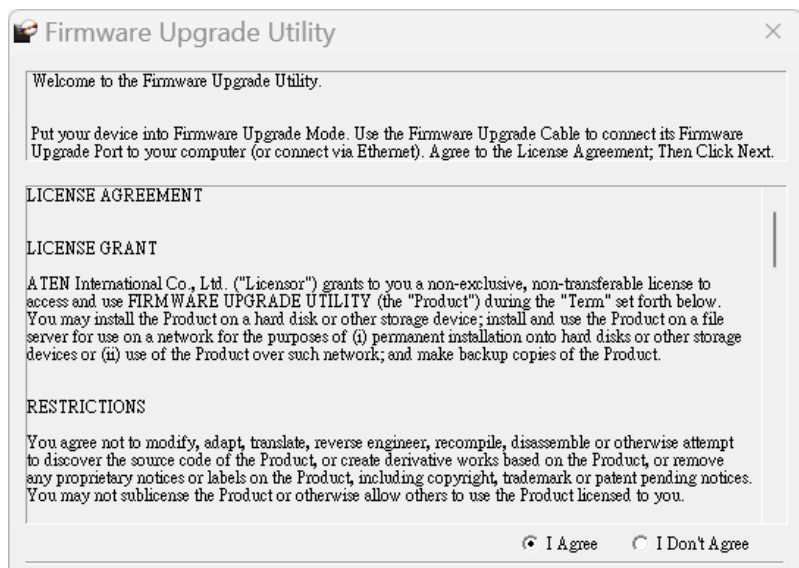 Firmware Upgrade Utility
Welcome to the Firmware Upgrade Utility.
Put your device into Firmware Upgrade Mode. Use the Firmware Upgrade Cable to connect its Firmware
Upgrade Port to your computer (or connect via Ethernet). Agree to the License Agreement; Then Click Next.
LICENSE AGREEMENT
LICENSE GRANT
ATEN International Co., Ltd. ("Licensor") grants to you a non-exclusive, non-transferable license to
access and use FIRMWARE UPGRADE UTILITY (the "Product") during the "Term" set forth below.
You may install the Product on a hard disk or other storage device; install and use the Product on a file
server for use on a network for the purposes of (i) permanent installation onto hard disks or other storage
devices or (ii) use of the Product over such network; and make backup copies of the Product.
RESTRICTIONS
You agree not to modify, adapt, translate, reverse engineer, recompile, disassemble or otherwise attempt
to discover the source code of the Product, or create derivative works based on the Product, or remove
any proprietary notices or labels on the Product, including copyright, trademark or patent pending notices.
You may not sublicense the Product or otherwise allow others to use the Product licensed to you.
I Agree I Don't Agree